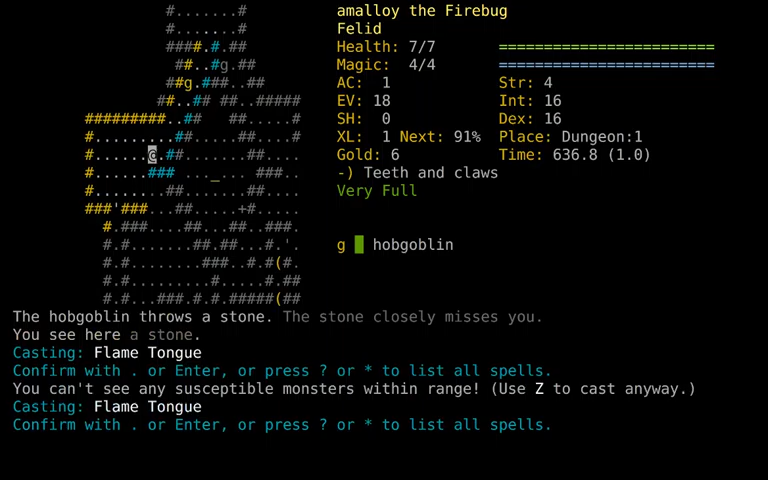 amalloy the Firebug
Felid
Health: 7/7
Magic: 4/4
AC: 1 Str: 4
EV: 18 Int: 16
SH: 0 Dex: 16
XL: 1 Next: 91% Place: Dungeon:1
Gold: 6 Time: 636.8 (1.0)
-) Teeth and claws
Very Full
g hobgoblin
The hobgoblin throws a stone. The stone closely misses you.
You see here a stone.
Casting: Flame Tongue
Confirm with . or Enter, or press ? or * to list all spells.
You can't see any susceptible monsters within range! (Use Z to cast anyway.)
Casting: Flame Tongue
Confirm with . or Enter, or press ? or * to list all spells.